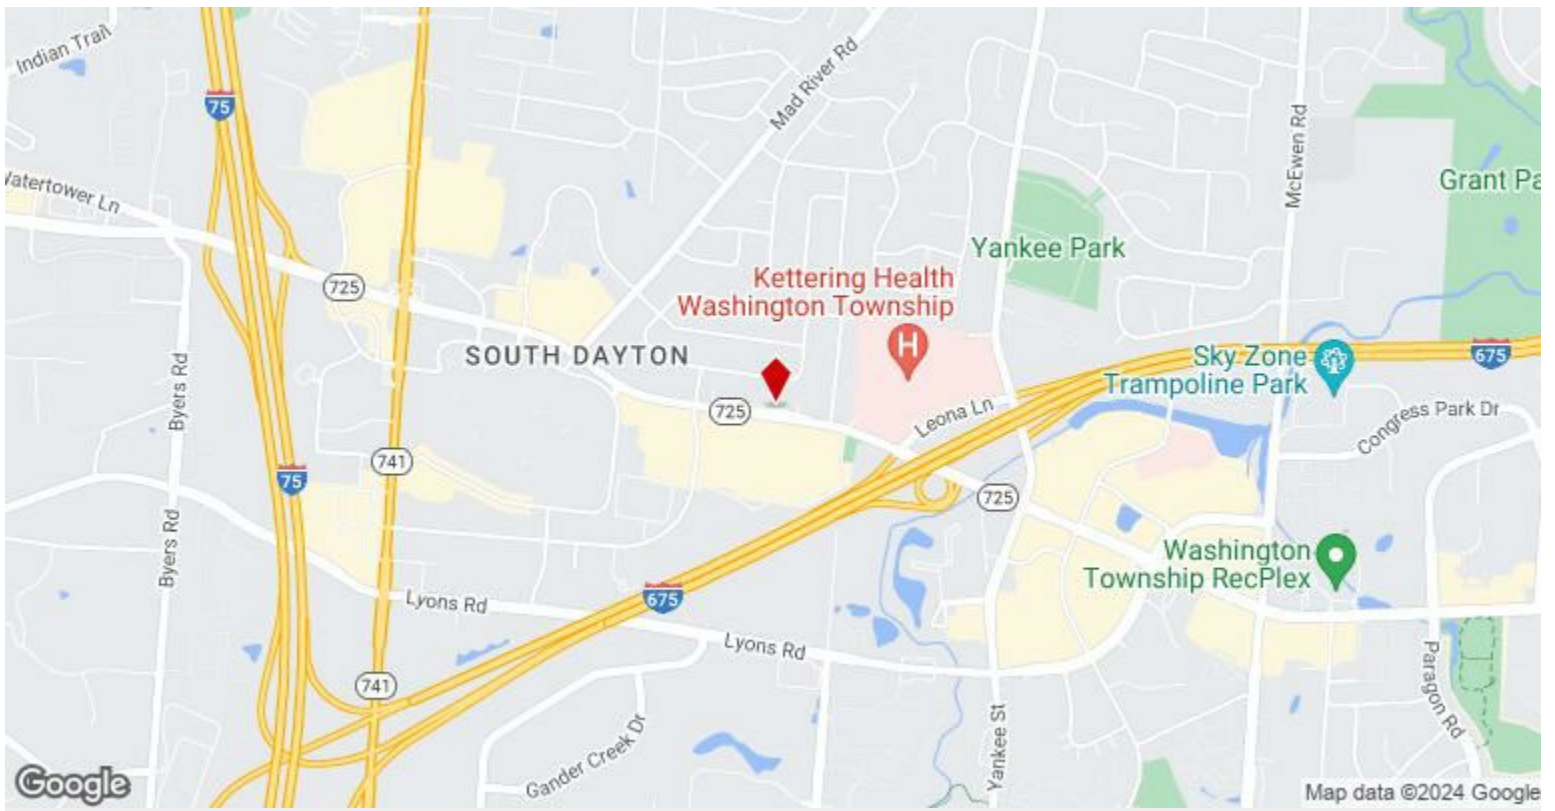 Indian Trail
75
Mad River Rd
McEwen Rd
Watertower Ln
Grant Pa
Yankee Park
Kettering Health
Washington Township
H
725
SOUTH DAYTON
Sky Zone
Trampoline Park
675
Byers Rd
725
Leona Ln
Congress Park Dr
741
75
725
Byers Rd
Washington
Township RecPlex
675
Lyons Rd
Lyons Rd
741
Paragon Rd
Yankee St
Gander Creek Dr
Google
Map data ©2024 Google